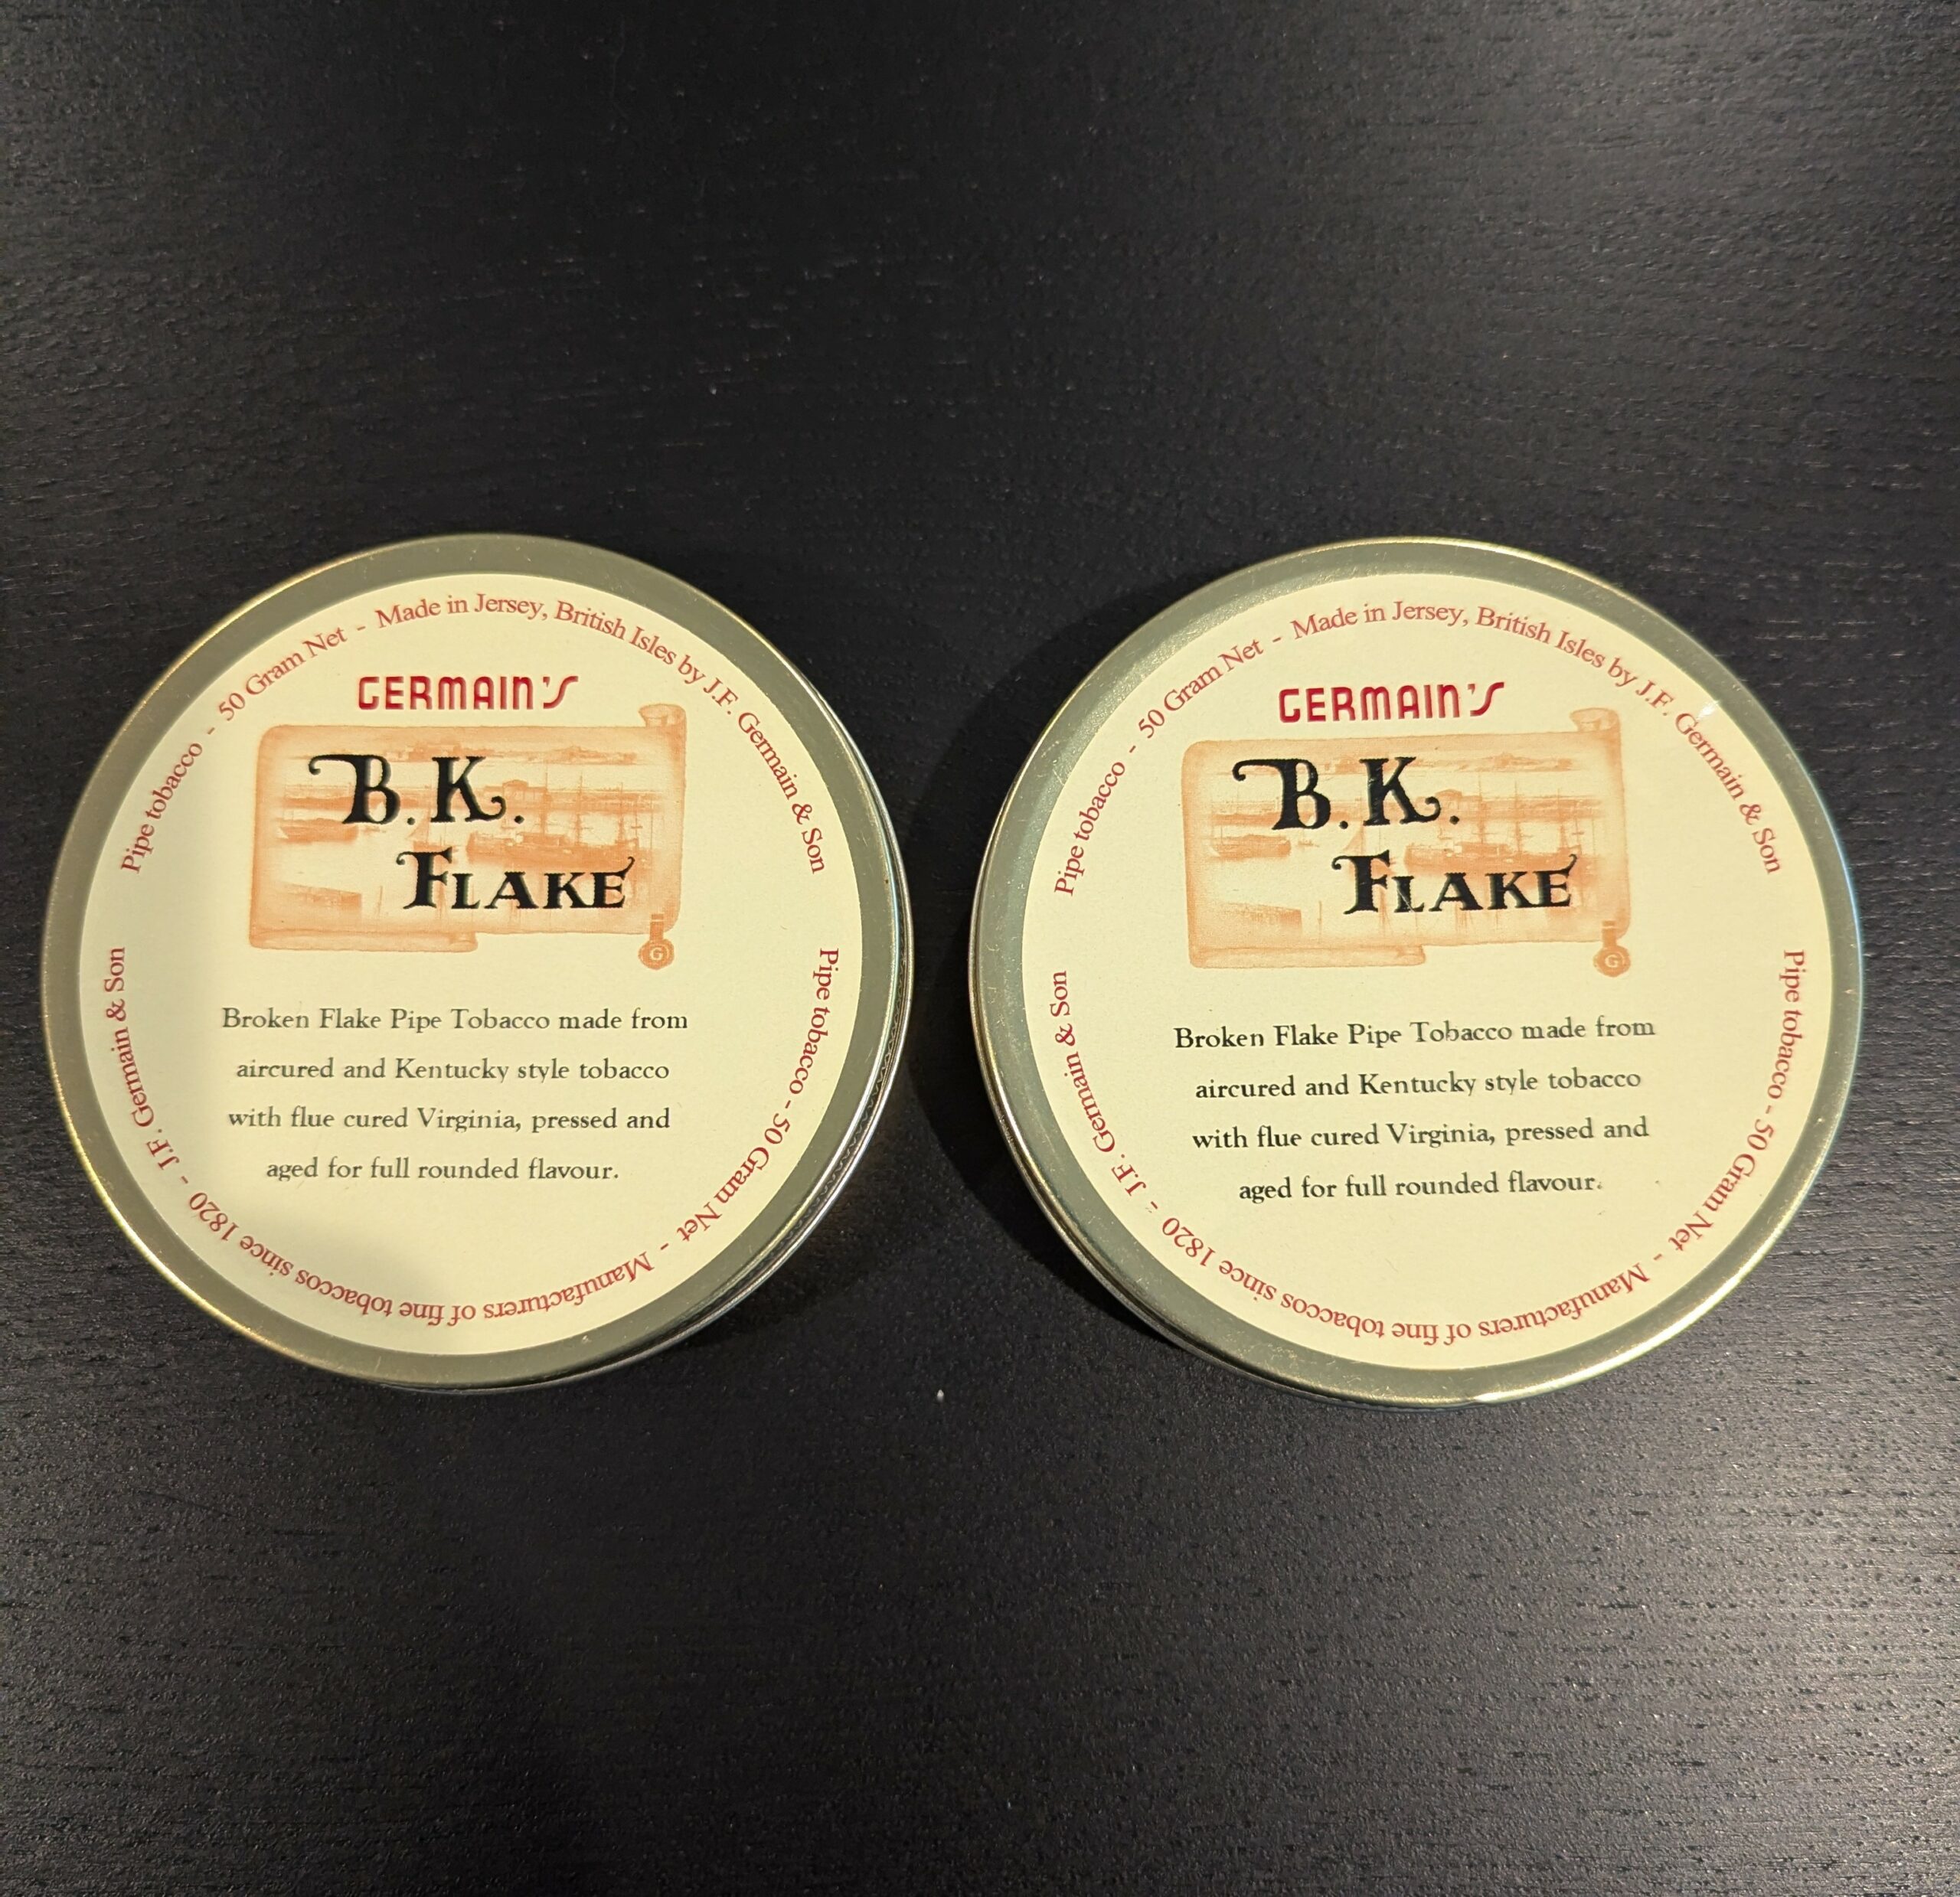 Pipe tobacco - 50 Gram Net - Made in Jersey, British Isles by J.F. Germain & Son
GERMAIN'S
B.K.
FLAKE
G
Broken Flake Pipe Tobacco made from
aircured and Kentucky style tobacco
with flue cured Virginia, pressed and
aged for full rounded flavour.
Pipe tobacco - 50 Gram Net - Manufacturers of fine tobaccos since 1820 - J.F. Germain & Son
Pipe tobacco - 50 Gram Net - Made in Jersey, British Isles by J.F. Germain & Son
GERMAIN'S
B.K.
FLAKE
G
Broken Flake Pipe Tobacco made from
aircured and Kentucky style tobacco
with flue cured Virginia, pressed and
aged for full rounded flavour.
Pipe tobacco - 50 Gram Net - Manufacturers of fine tobaccos since 1820 - J.F. Germain & Son